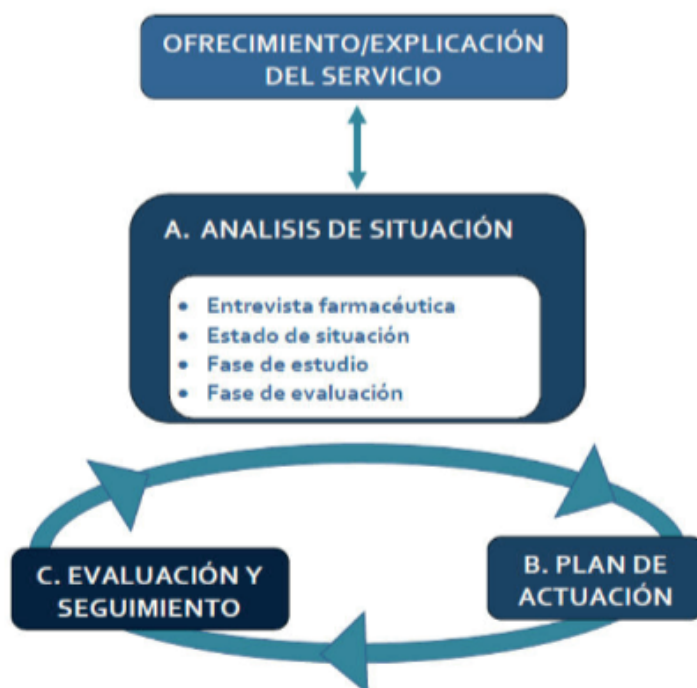 OFRECIMIENTO/EXPLICACIÓN
DEL SERVICIO
A. ANALISIS DE SITUACIÓN
• Entrevista farmacéutica
• Estado de situación
• Fase de estudio
• Fase de evaluación
C. EVALUACIÓN Y
SEGUIMIENTO
B. PLAN DE
ACTUACIÓN